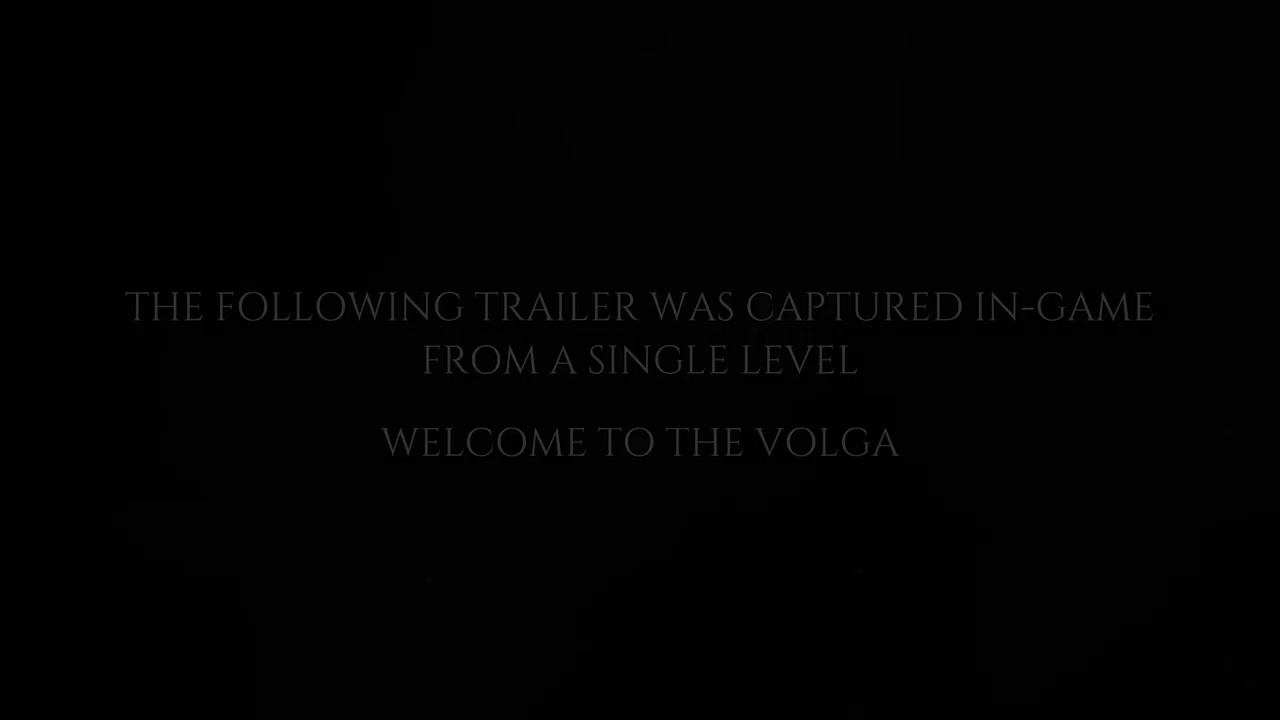 THE FOLLOWING TRAILER WAS CAPTURED IN-GAME
FROM A SINGLE LEVEL
WELCOME TO THE VOLGA